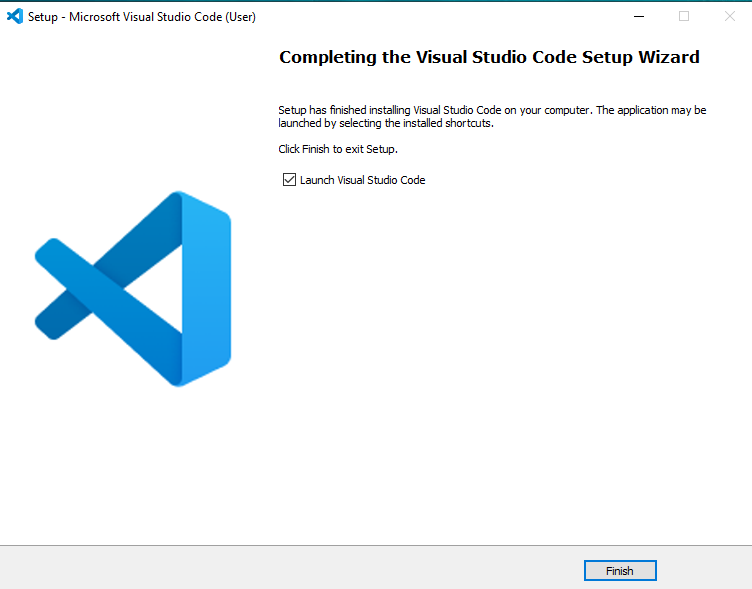 Setup - Microsoft Visual Studio Code (User)
Completing the Visual Studio Code Setup Wizard
Setup has finished installing Visual Studio Code on your computer. The application may be
launched by selecting the installed shortcuts.
Click Finish to exit Setup.
Launch Visual Studio Code
Finish